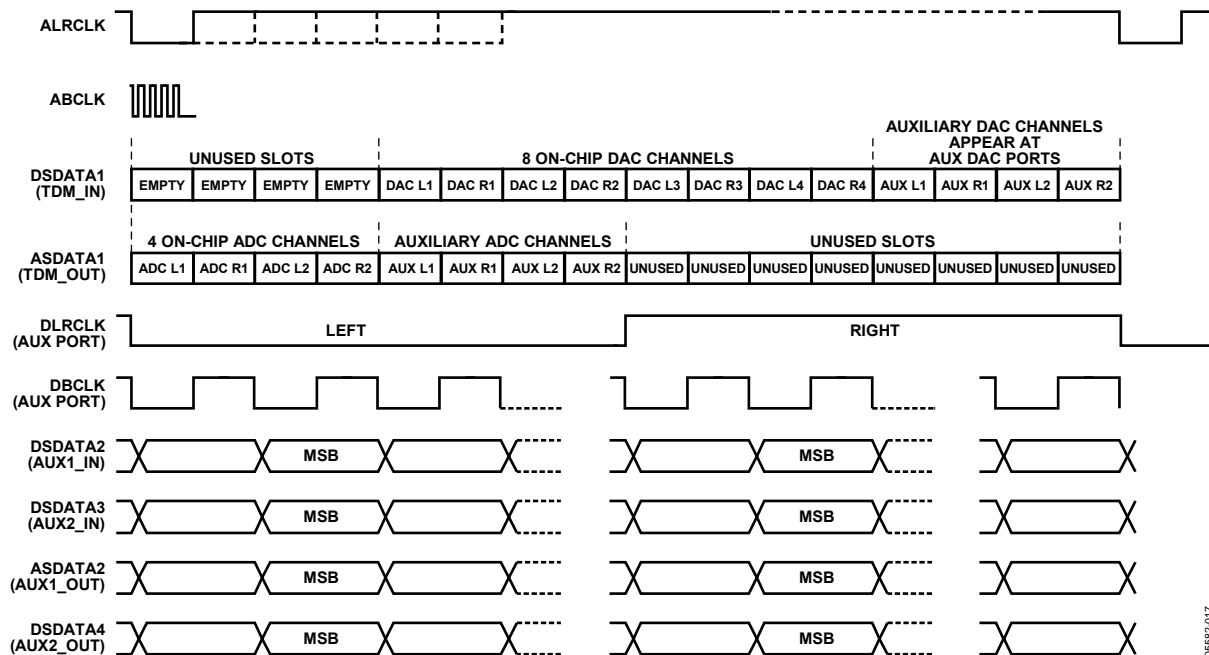 ALRCLK
ABCLK
AUXILIARY DAC CHANNELS
APPEAR AT
AUX DAC PORTS
UNUSED SLOTS
8 ON-CHIP DAC CHANNELS
DSDATA1
(TDM_IN)
EMPTY EMPTY EMPTY EMPTY DAC L1 DAC R1 DAC L2 DAC R2 DAC L3 DAC R3 DAC L4 DAC R4 AUX L1 AUX R1 AUX L2 AUX R2
4 ON-CHIP ADC CHANNELS
AUXILIARY ADC CHANNELS
UNUSED SLOTS
ASDATA1
(TDM_OUT)
ADC L1 ADC R1 ADC L2 ADC R2 AUX L1 AUX R1 AUX L2 AUX R2 UNUSED UNUSED UNUSED UNUSED UNUSED UNUSED UNUSED UNUSED
DLRCLK
(AUX PORT)
LEFT
RIGHT
DBCLK
(AUX PORT)
DSDATA2
(AUX1_IN)
MSB
MSB
DSDATA3
(AUX2_IN)
MSB
MSB
ASDATA2
(AUX1_OUT)
MSB
MSB
DSDATA4
(AUX2_OUT)
MSB
MSB
05582-017